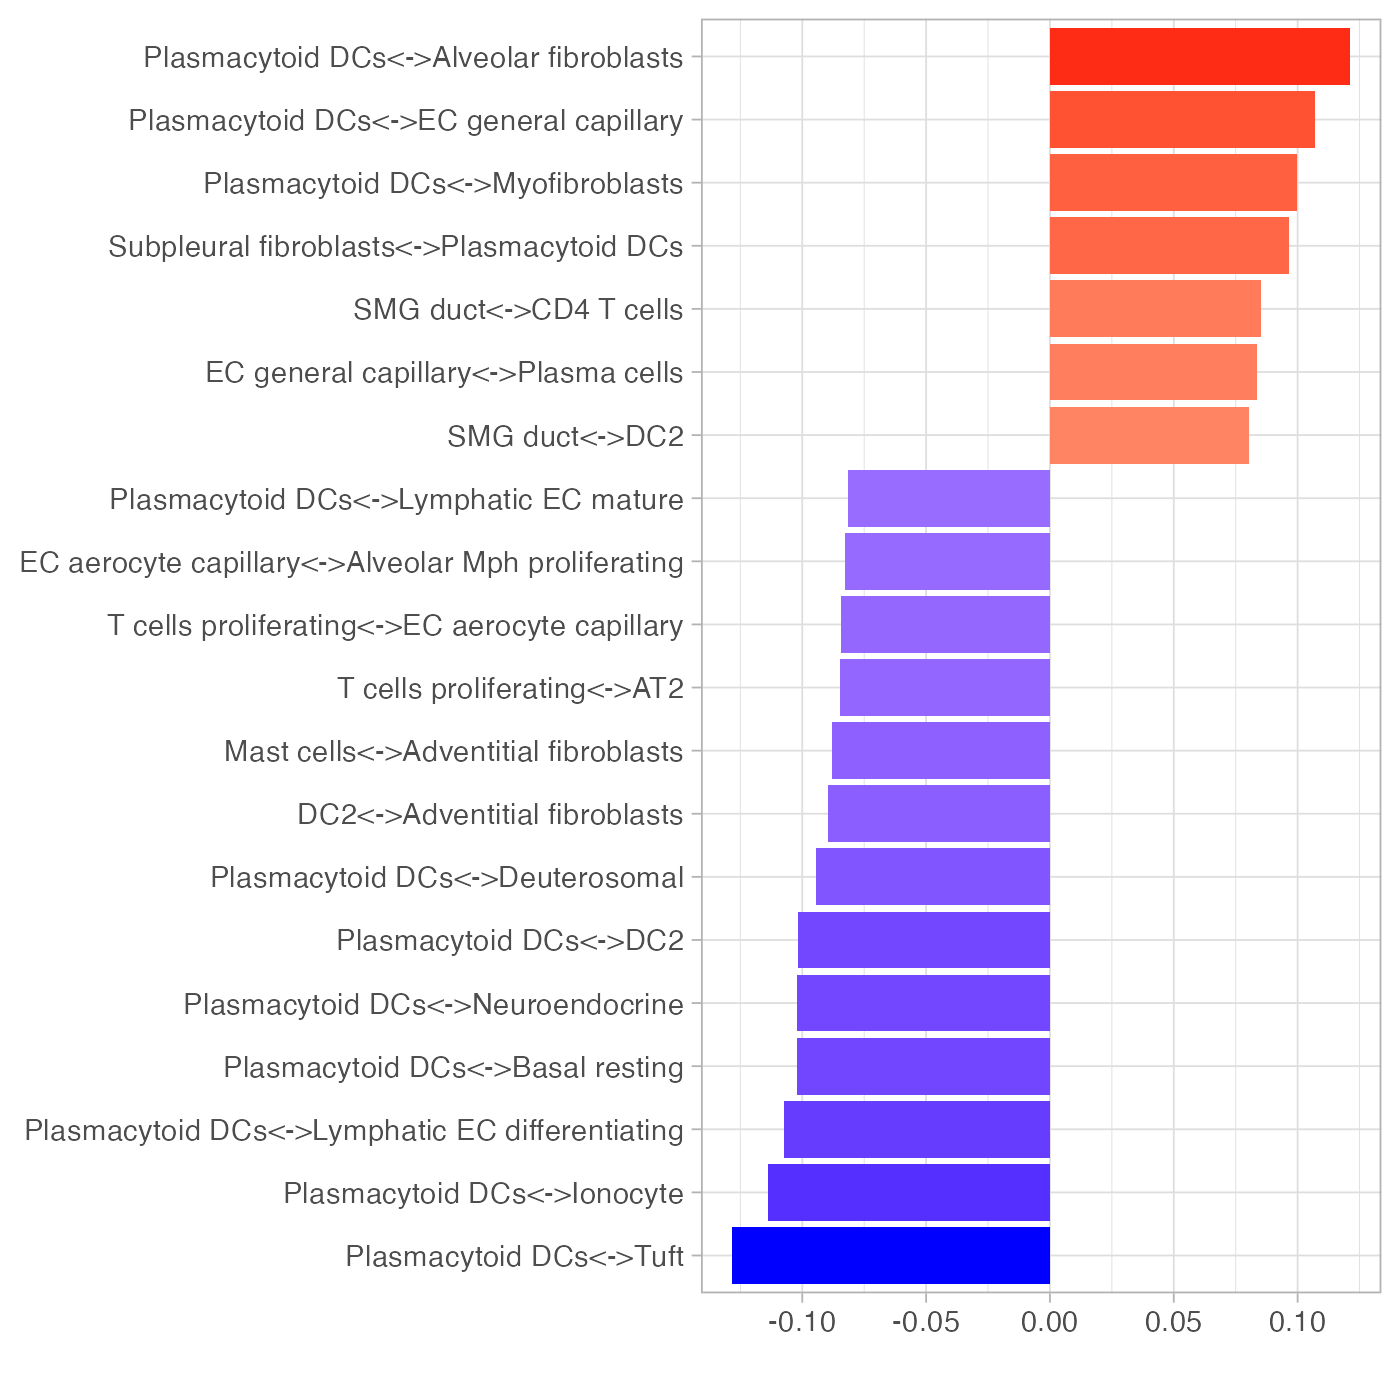 Plasmacytoid DCs<->Alveolar fibroblasts
Plasmacytoid DCs<->EC general capillary
Plasmacytoid DCs<->Myofibroblasts
Subpleural fibroblasts<->Plasmacytoid DCs
SMG duct<->CD4 T cells
EC general capillary<->Plasma cells
SMG duct<->DC2
Plasmacytoid DCs<->Lymphatic EC mature
EC aerocyte capillary<->Alveolar Mph proliferating
T cells proliferating<->EC aerocyte capillary
T cells proliferating<->AT2
Mast cells<->Adventitial fibroblasts
DC2<->Adventitial fibroblasts
Plasmacytoid DCs<->Deuterosomal
Plasmacytoid DCs<->DC2
Plasmacytoid DCs<->Neuroendocrine
Plasmacytoid DCs<->Basal resting
Plasmacytoid DCs<->Lymphatic EC differentiating
Plasmacytoid DCs<->Ionocyte
Plasmacytoid DCs<->Tuft
-0.10 -0.05 0.00 0.05 0.10